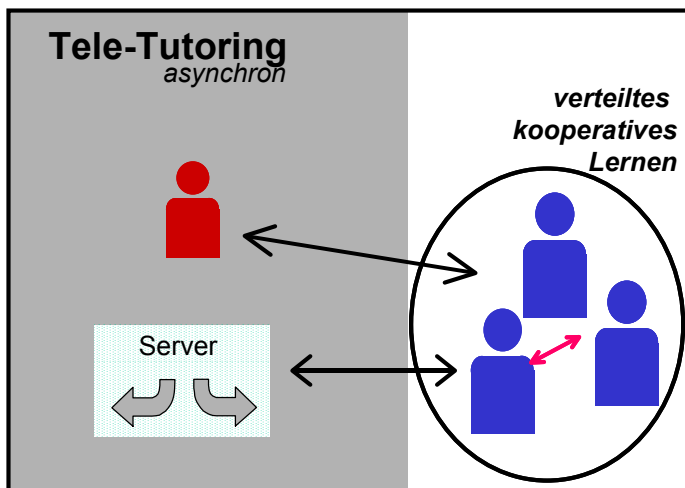 Tele-Tutoring
asynchron
verteiltes
kooperatives
Lernen
Server